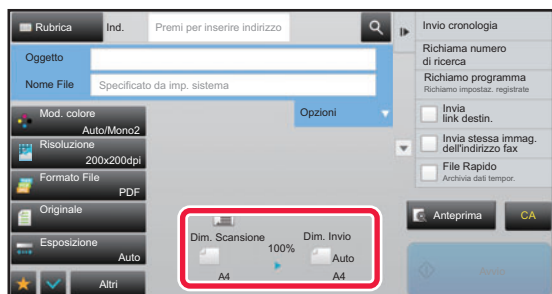 Rubrica
Ind.
Premi per inserire indirizzo
Oggetto
Nome File
Specificato da imp. sistema
Opzioni
Mod. colore
Auto/Mono2
Risoluzione
200x200dpi
Formato File
PDF
Originale
Esposizione
Auto
Altri
Dim. Scansione
A4
100%
Dim. Invio
Auto
A4
Invio cronologia
Richiama numero
di ricerca
Richiamo programma
Richiamo impostaz. registrate
Invia
link destin.
Invia stessa immag.
dell'indirizzo fax
File Rapido
Archivia dati tempor.
Anteprima
CA
Avvio